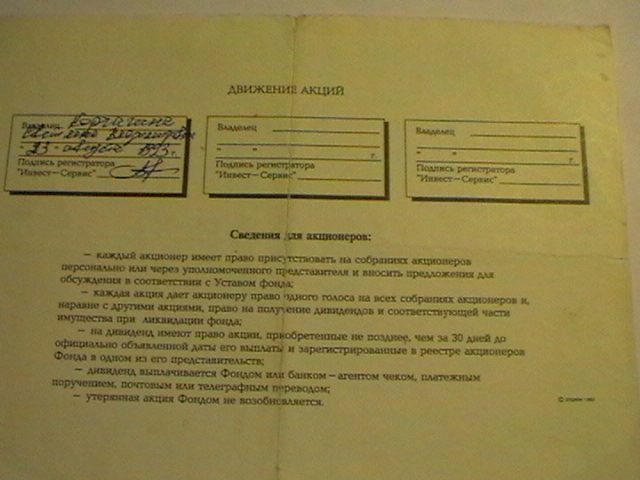 ДВИЖЕНИЕ АКЦИЙ
Владелец Корчагина
23 августа 1993 г.
Подпись регистратора
"Инвест-Сервис"
Владелец
" " г.
Подпись регистратора
"Инвест-Сервис"
Владелец
" " г.
Подпись регистратора
"Инвест-Сервис"
Сведения для акционеров:
— каждый акционер имеет право присутствовать на собраниях акционеров
персонально или через уполномоченного представителя и вносить предложения для
обсуждения в соответствии с Уставом фонда;
— каждая акция дает акционеру право одного голоса на всех собраниях акционеров и,
наравне с другими акциями, право на получение дивидендов и соответствующей части
имущества при ликвидации фонда;
— на дивиденд имеют право акции, приобретенные не позднее, чем за 30 дней до
официально объявленной даты его выплаты и зарегистрированные в реестре акционеров
Фонда в одном из его представительств;
— дивиденд выплачивается Фондом или банком-агентом чеком, платежным
поручением, почтовым или телеграфным переводом;
— утерянная акция Фондом не возобновляется.